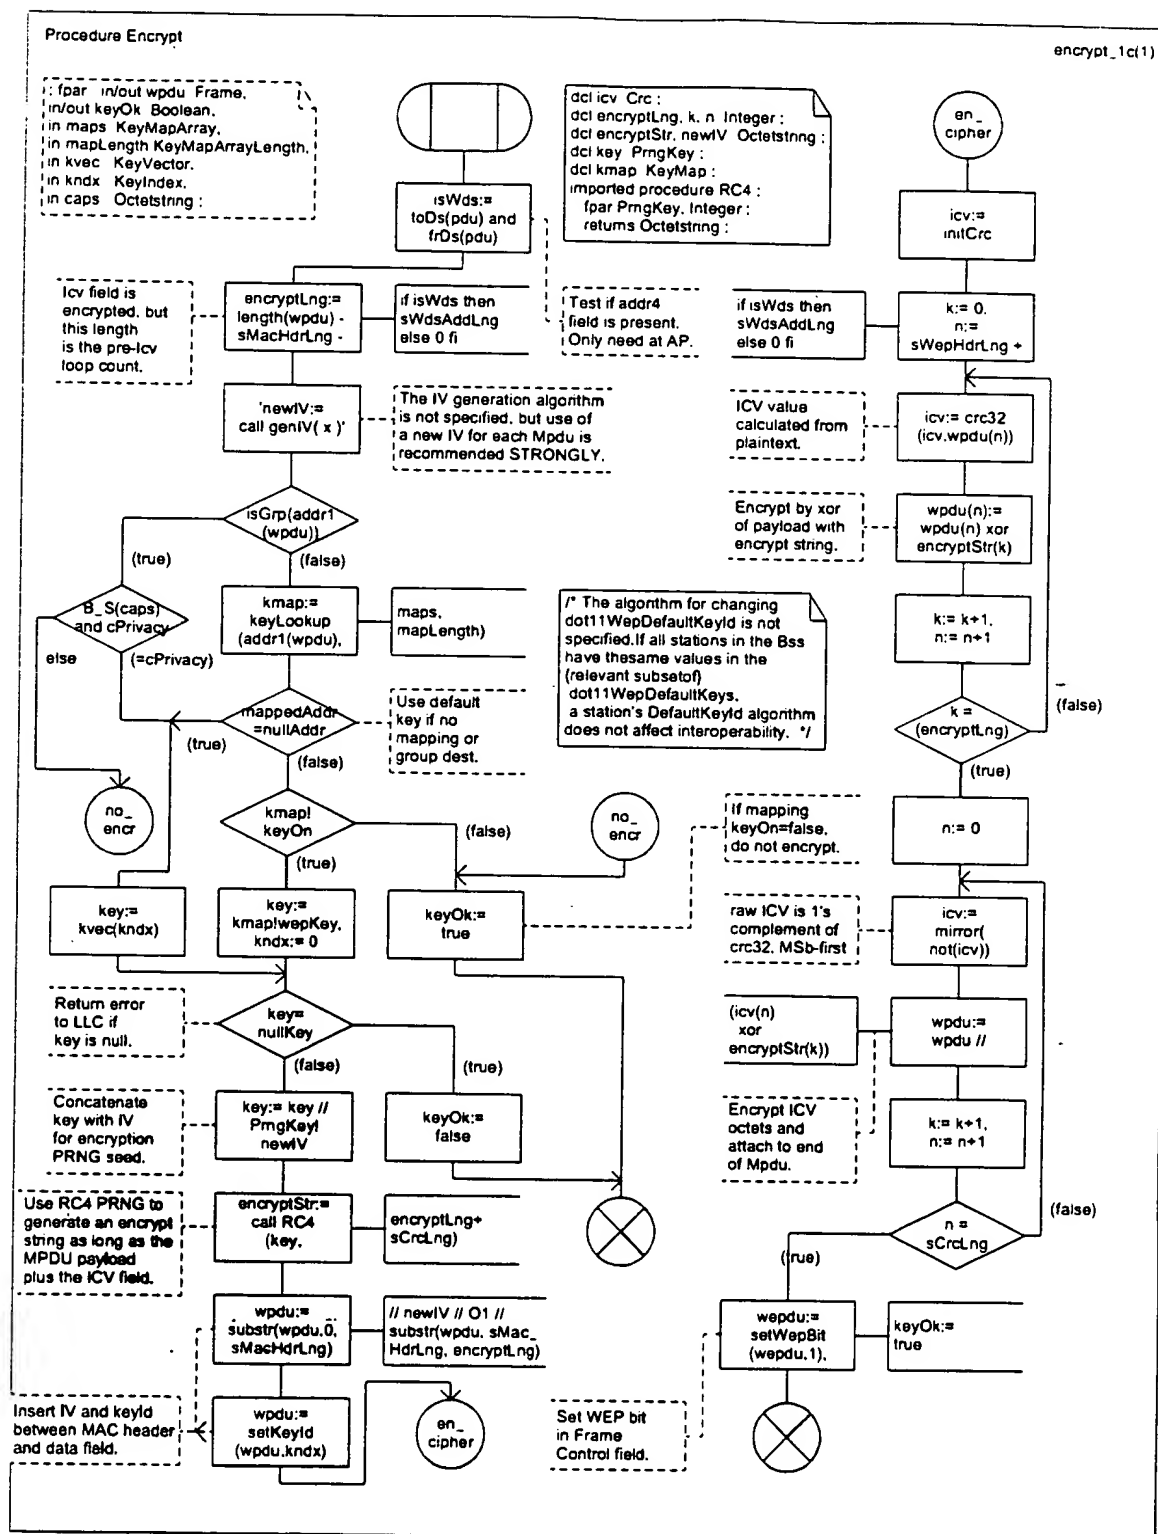 Procedure Encrypt
encrypt_1c(1)
; fpar in/out wpdu Frame,
in/out keyOk Boolean,
in maps KeyMapArray,
in mapLength KeyMapArrayLength,
in kvec KeyVector,
in kndx KeyIndex,
in caps Octetstring ;
isWds:=
toDs(pdu) and
frDs(pdu)
dcl icv Crc ;
dcl encryptLng, k, n Integer ;
dcl encryptStr, newIV Octetstring ;
dcl key PrngKey ;
dcl kmap KeyMap ;
imported procedure RC4 ;
fpar PrngKey, Integer ;
returns Octetstring ;
en_
cipher
icv:=
initCrc
Icv field is
encrypted, but
this length
is the pre-Icv
loop count.
encryptLng:=
length(wpdu) -
sMacHdrLng -
if isWds then
sWdsAddLng
else 0 fi
Test if addr4
field is present.
Only need at AP.
if isWds then
sWdsAddLng
else 0 fi
k:= 0,
n:=
sWepHdrLng +
'newIV:=
call genIV( x )'
The IV generation algorithm
is not specified, but use of
a new IV for each Mpdu is
recommended STRONGLY.
ICV value
calculated from
plaintext.
icv:= crc32
(icv,wpdu(n))
isGrp(addr1
(wpdu))
(true)
(false)
Encrypt by xor
of payload with
encrypt string.
wpdu(n):=
wpdu(n) xor
encryptStr(k)
B_S(caps)
and cPrivacy
else
(=cPrivacy)
kmap:=
keyLookup
(addr1(wpdu),
maps,
mapLength)
/* The algorithm for changing
dot11WepDefaultKeyId is not
specified.If all stations in the Bss
have thesame values in the
(relevant subsetof)
dot11WepDefaultKeys,
a station's DefaultKeyId algorithm
does not affect interoperability. */
k:= k+1,
n:= n+1
mappedAddr
=nullAddr
(true)
(false)
Use default
key if no
mapping or
group dest.
k =
(encryptLng)
(false)
(true)
no_
encr
kmap!
keyOn
(false)
(true)
no_
encr
If mapping
keyOn=false,
do not encrypt.
n:= 0
key:=
kvec(kndx)
key:=
kmap!wepKey,
kndx:= 0
keyOk:=
true
raw ICV is 1's
complement of
crc32, MSb-first
icv:=
mirror(
not(icv))
Return error
to LLC if
key is null.
key=
nullKey
(false)
(true)
(icv(n)
xor
encryptStr(k))
wpdu:=
wpdu //
Concatenate
key with IV
for encryption
PRNG seed.
key:= key //
PrngKey!
newIV
keyOk:=
false
Encrypt ICV
octets and
attach to end
of Mpdu.
k:= k+1,
n:= n+1
Use RC4 PRNG to
generate an encrypt
string as long as the
MPDU payload
plus the ICV field.
encryptStr:=
call RC4
(key,
encryptLng+
sCrcLng)
n =
sCrcLng
(false)
(true)
wpdu:=
substr(wpdu,0,
sMacHdrLng)
// newIV // O1 //
substr(wpdu, sMac_
HdrLng, encryptLng)
wepdu:=
setWepBit
(wepdu,1),
keyOk:=
true
Insert IV and keyId
between MAC header
and data field.
wpdu:=
setKeyId
(wpdu,kndx)
en_
cipher
Set WEP bit
in Frame
Control field.